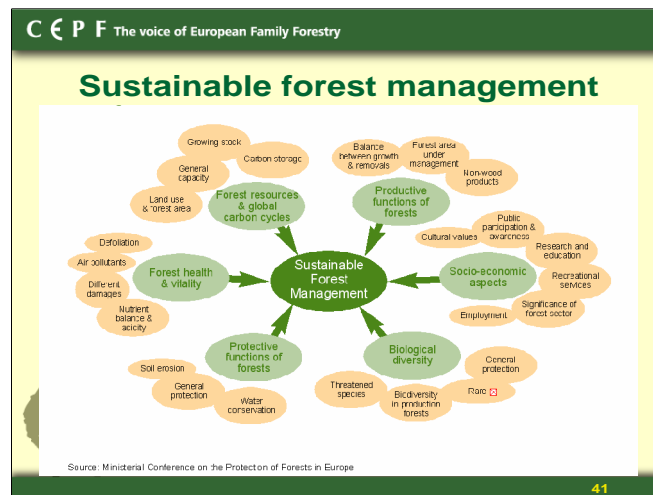 CEPF The voice of European Family Forestry
Sustainable forest management
Growing stock
Carbon storage
General
capacity
Land use
& forest area
Forest resources
& global
carbon cycles
Balance
between growth
& removals
Forest area
under
management
Non-wood
products
Productive
functions of
forests
Defoliation
Air pollutants
Different
damages
Nutrient
balance &
acidity
Forest health
& vitality
Sustainable
Forest
Management
Cultural values
Public
participation &
awareness
Research and
education
Recreational
services
Significance of
forest sector
Employment
Socio-economic
aspects
Soil erosion
General
protection
Water
conservation
Protective
functions of
forests
Biological
diversity
Threatened
species
Biodiversity
in production
forests
Rare
General
protection
Source: Ministerial Conference on the Protection of Forests in Europe
41